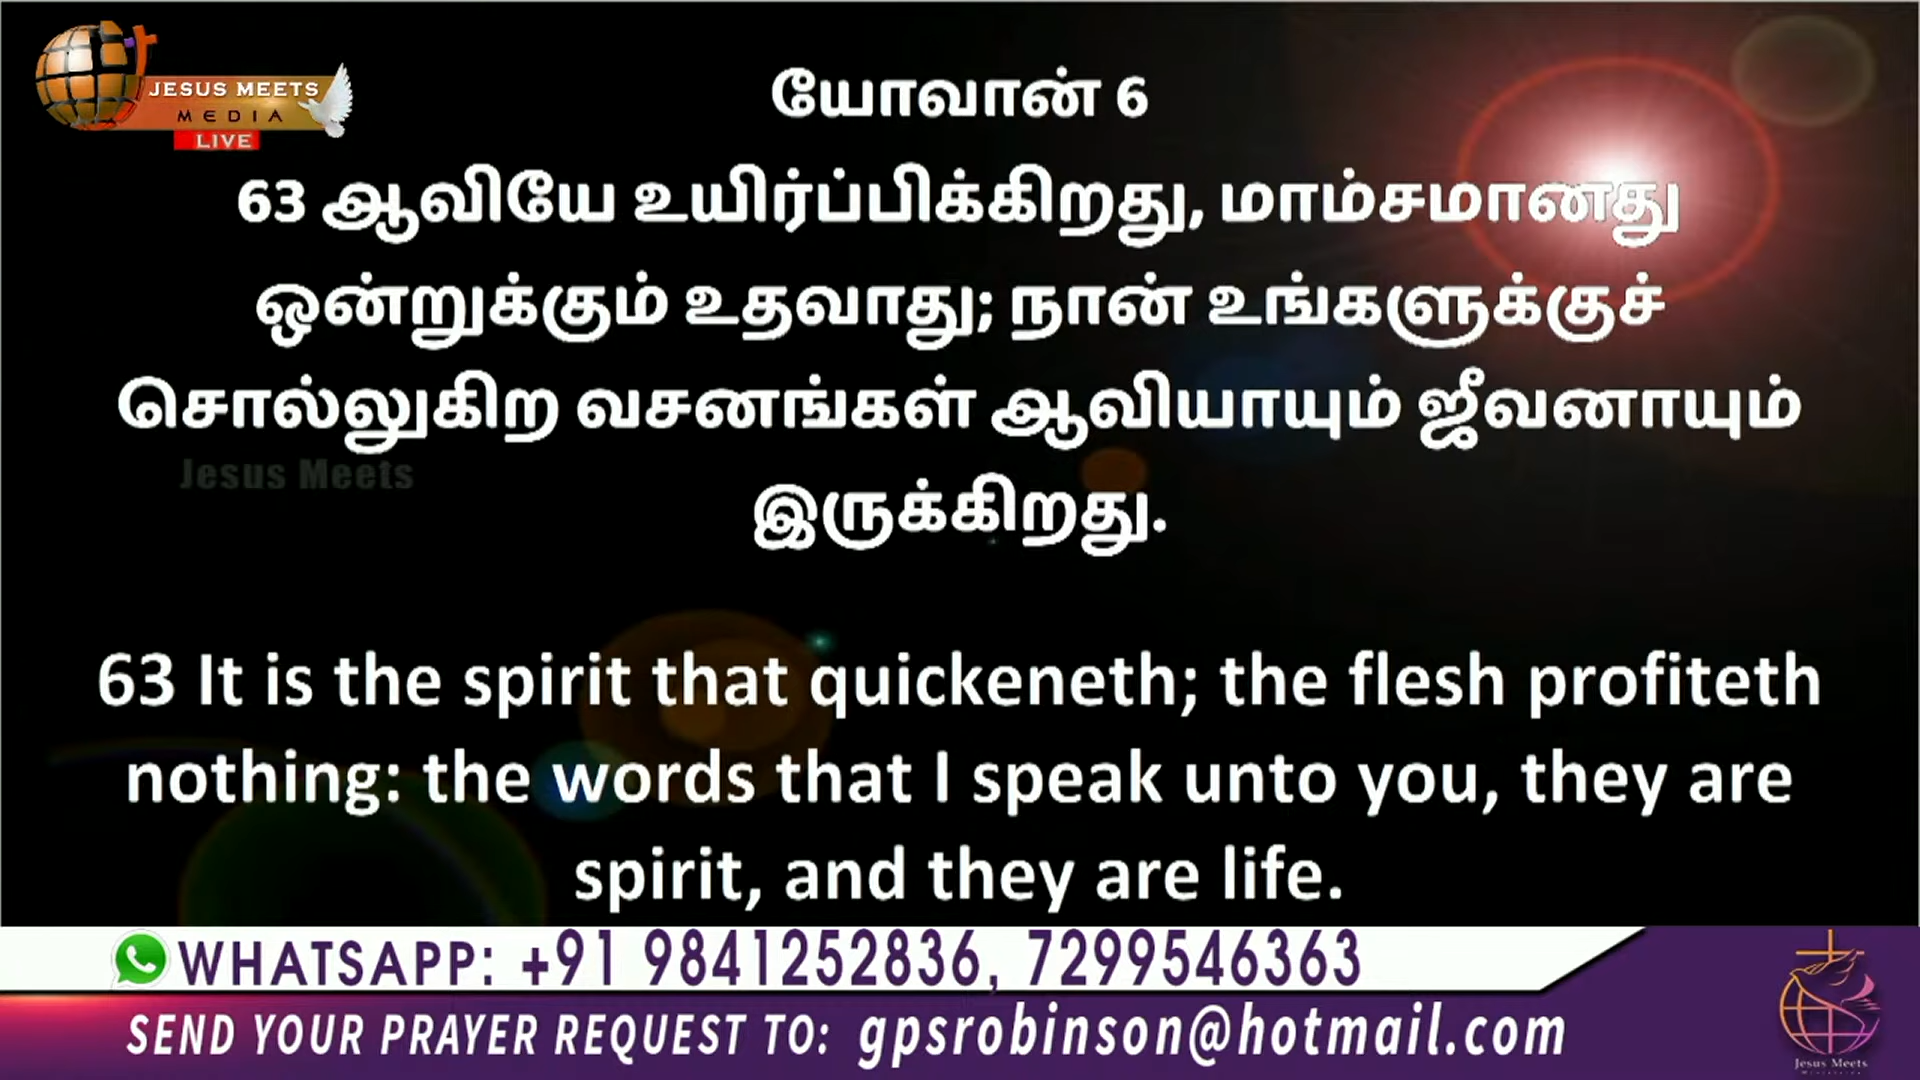 JESUS MEETS
MEDIA
LIVE
யோவான் 6
63 ஆவியே உயிர்ப்பிக்கிறது, மாம்சமானது
ஒன்றுக்கும் உதவாது; நான் உங்களுக்குச்
சொல்லுகிற வசனங்கள் ஆவியாயும் ஜீவனாயும்
Jesus Meets
இருக்கிறது.
63 It is the spirit that quickeneth; the flesh profiteth
nothing: the words that I speak unto you, they are
spirit, and they are life.
WHATSAPP: +91 9841252836, 7299546363
SEND YOUR PRAYER REQUEST TO: gpsrobinson@hotmail.com
Jesus Meets